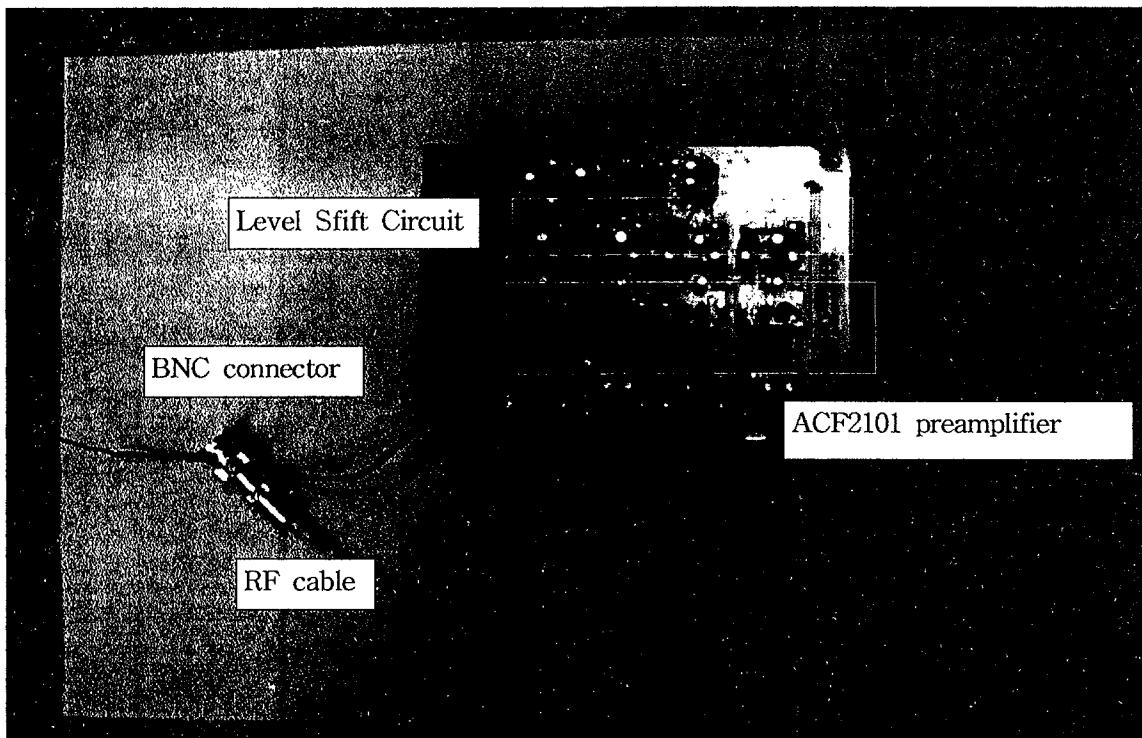 Level Sfift Circuit
BNC connector
ACF2101 preamplifier
RF cable